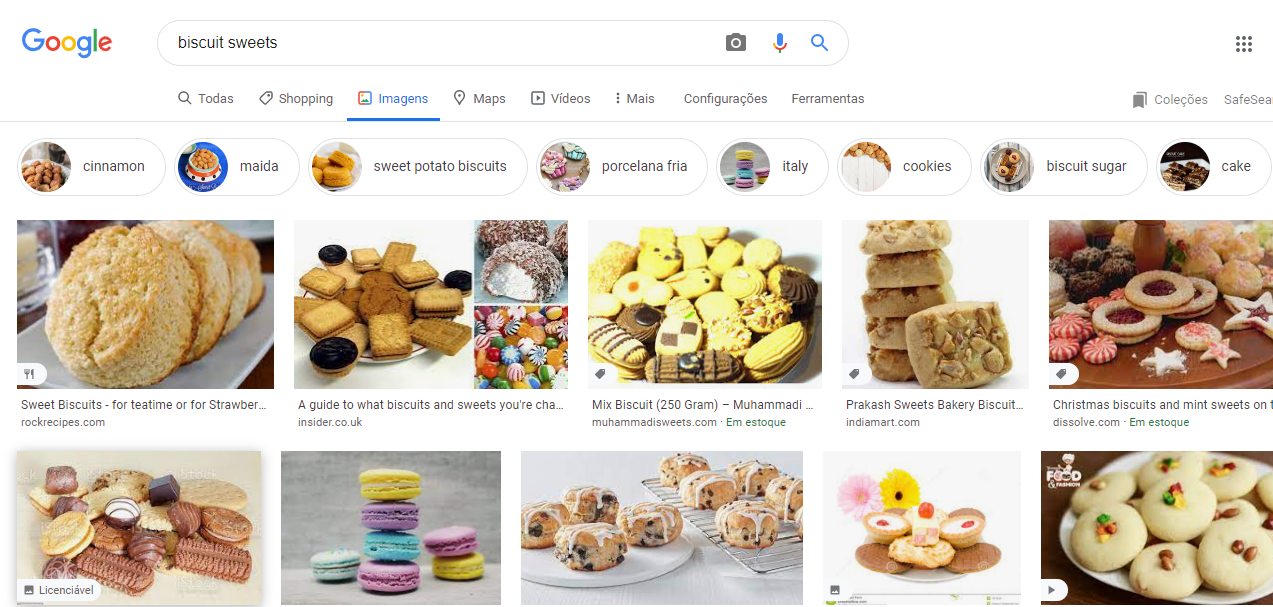 Google
biscuit sweets
Todas Shopping Imagens Maps Vídeos Mais Configurações Ferramentas Coleções
cinnamon maida sweet potato biscuits porcelana fria italy cookies biscuit sugar cake
Sweet Biscuits - for teatime or for Strawber...
rockrecipes.com
A guide to what biscuits and sweets you're cha...
insider.co.uk
Mix Biscuit (250 Gram) – Muhammadi ...
muhammadisweets.com · Em estoque
Prakash Sweets Bakery Biscuit...
indiamart.com
Christmas biscuits and mint sweets on t
dissolve.com · Em estoque
Licenciável
FOOD
& FASHION